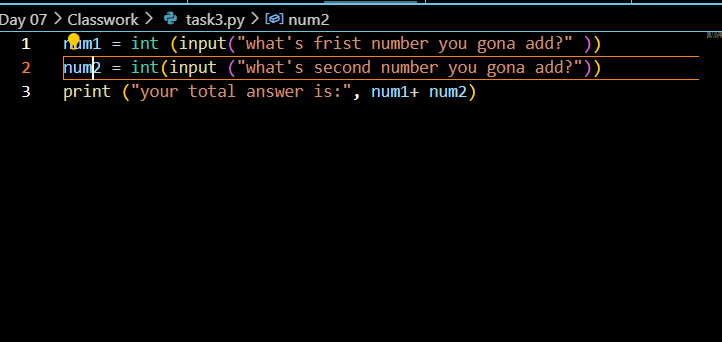 Day 07 > Classwork > task3.py > num2
1 num1 = int (input("what's frist number you gona add?" ))
2 num2 = int(input ("what's second number you gona add?"))
3 print ("your total answer is:", num1+ num2)